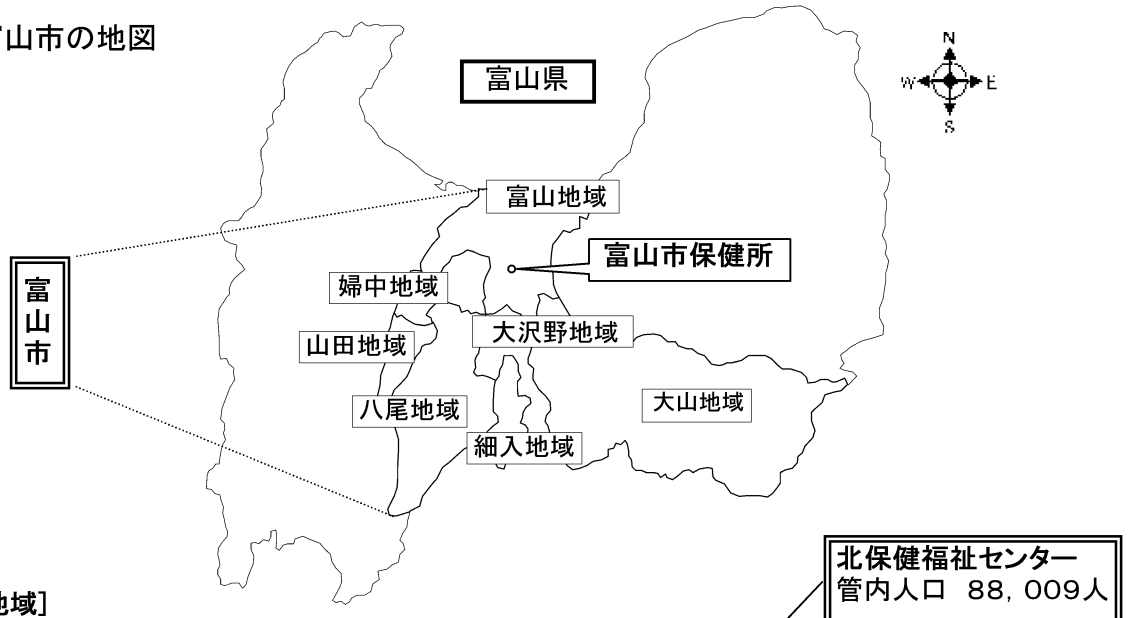 山市の地図
富山県
N
W E
S
富山地域
富山市保健所
富山市
婦中地域
大沢野地域
山田地域
大山地域
八尾地域
細入地域
北保健福祉センター
管内人口 88,009人
地域]